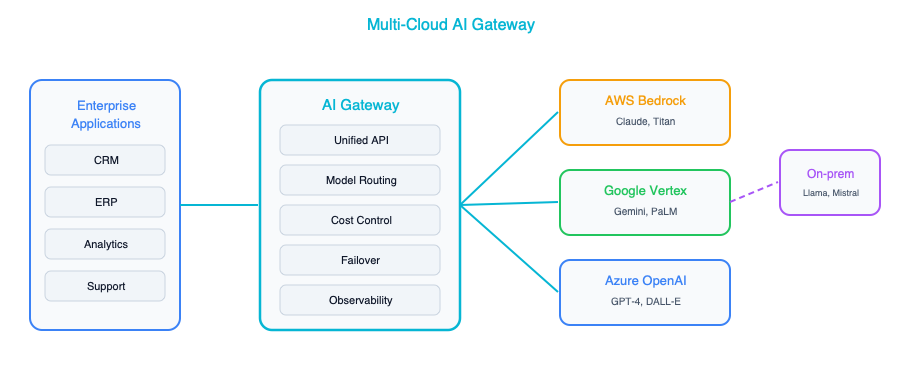 Multi-Cloud AI Gateway
Enterprise
Applications
CRM
ERP
Analytics
Support
AI Gateway
Unified API
Model Routing
Cost Control
Failover
Observability
AWS Bedrock
Claude, Titan
Google Vertex
Gemini, PaLM
Azure OpenAI
GPT-4, DALL-E
On-prem
Llama, Mistral